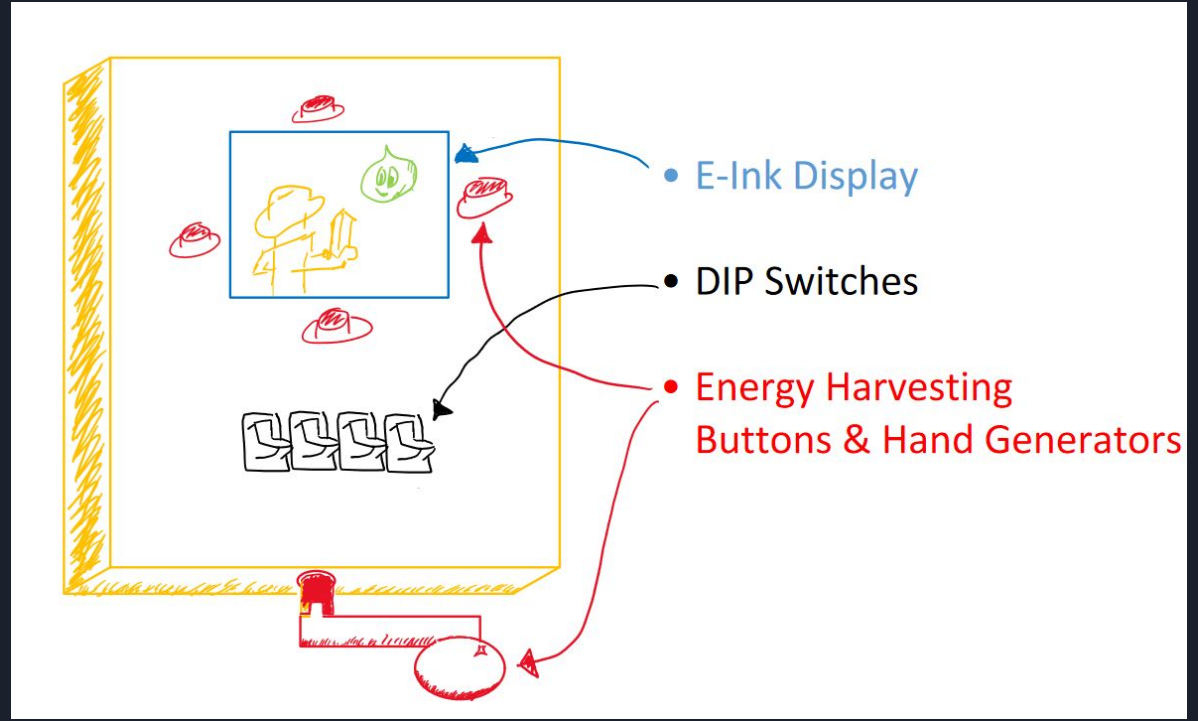 • E-Ink Display
• DIP Switches
• Energy Harvesting
Buttons & Hand Generators